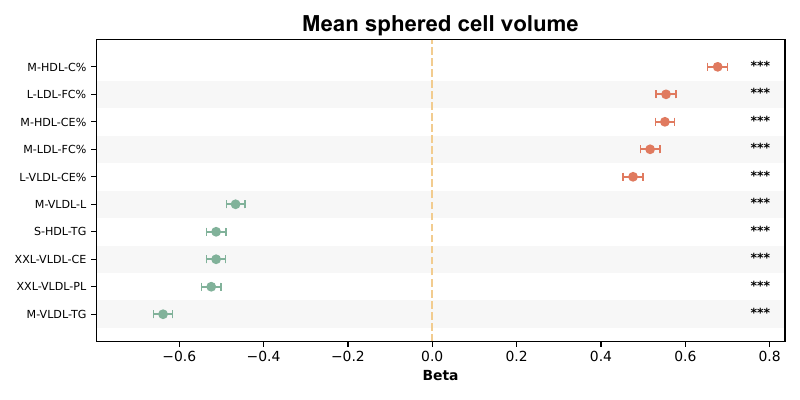 Mean sphered cell volume
M-HDL-C% ***
L-LDL-FC% ***
M-HDL-CE% ***
M-LDL-FC% ***
L-VLDL-CE% ***
M-VLDL-L ***
S-HDL-TG ***
XXL-VLDL-CE ***
XXL-VLDL-PL ***
M-VLDL-TG ***
−0.6 −0.4 −0.2 0.0 0.2 0.4 0.6 0.8
Beta